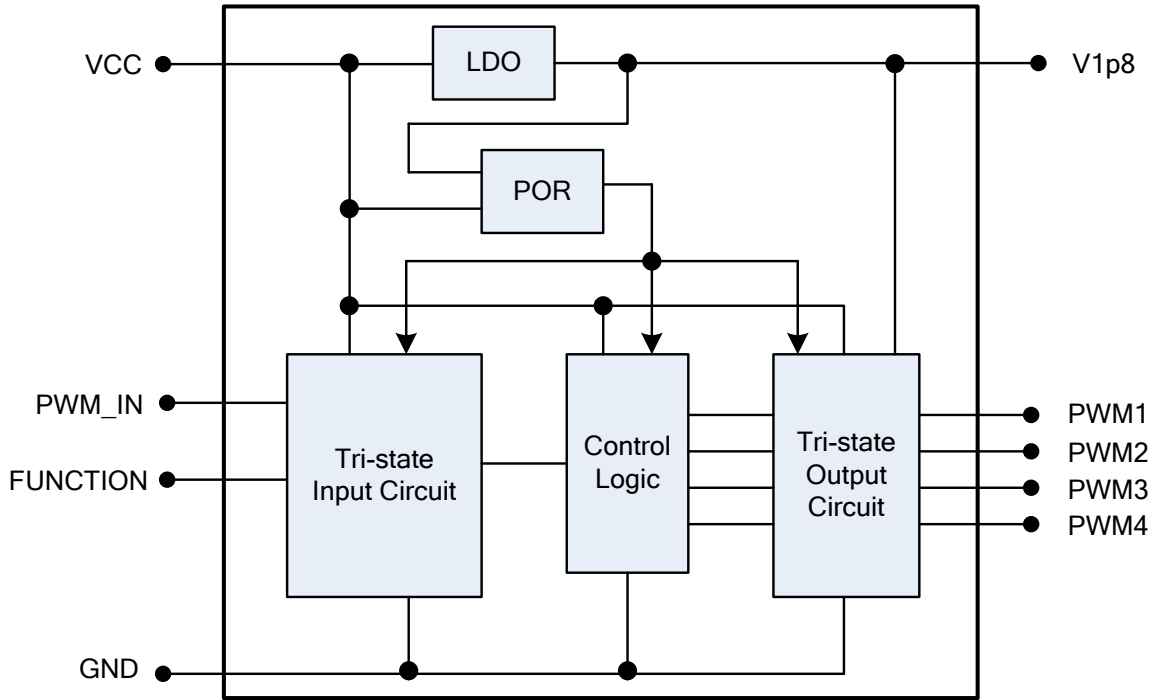 VCC
LDO
V1p8
POR
PWM_IN
FUNCTION
Tri-state
Input Circuit
Control
Logic
Tri-state
Output
Circuit
PWM1
PWM2
PWM3
PWM4
GND